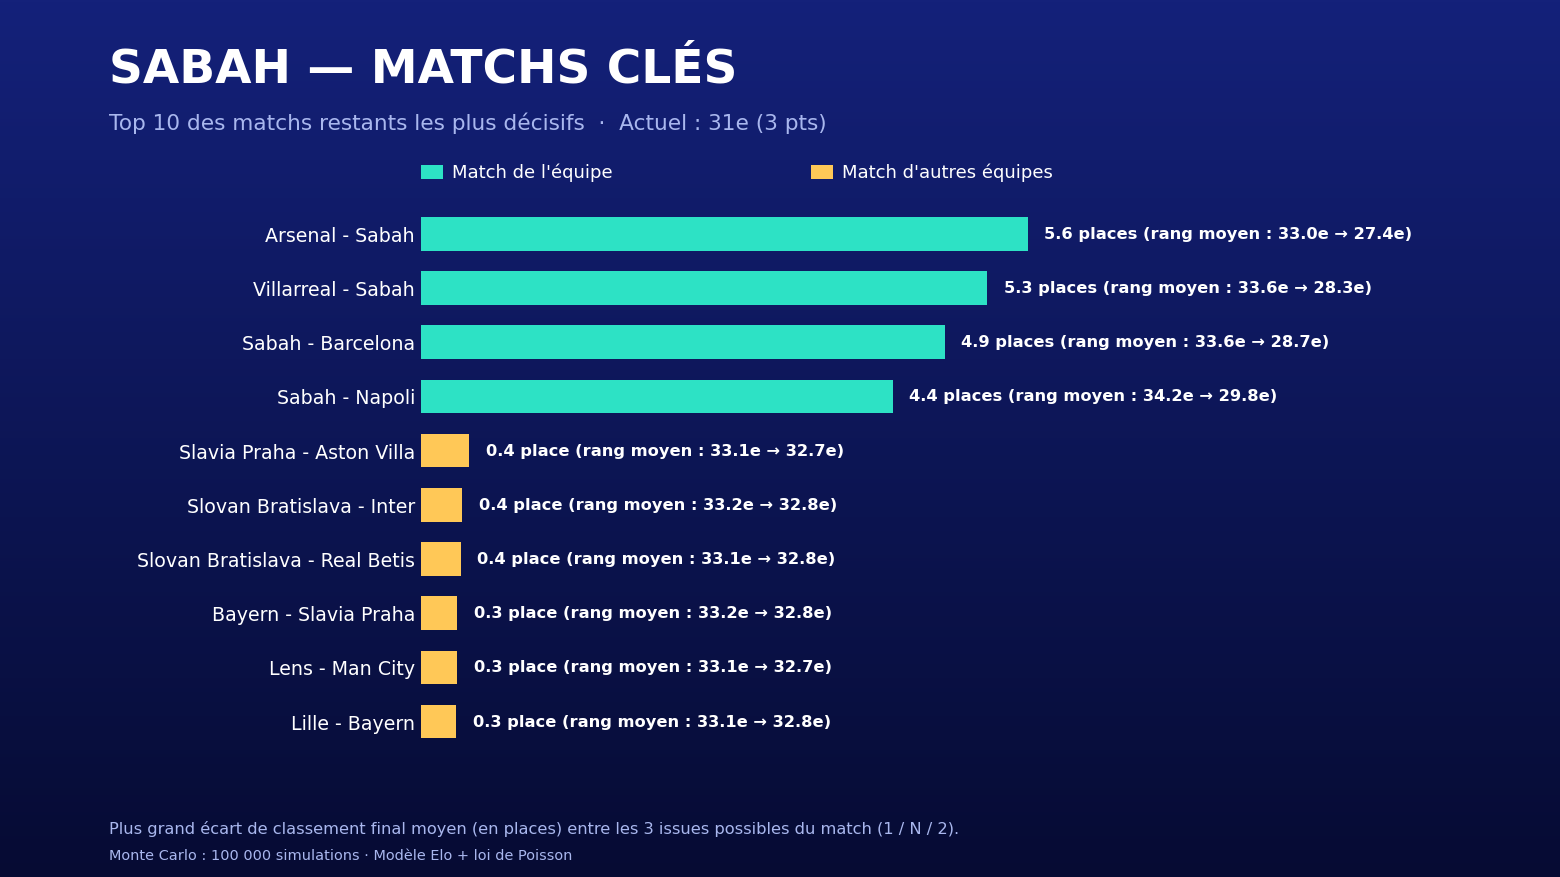 SABAH — MATCHS CLÉS
Top 10 des matchs restants les plus décisifs · Actuel : 31e (3 pts)
Match de l'équipe
Match d'autres équipes
Arsenal - Sabah 5.6 places (rang moyen : 33.0e → 27.4e)
Villarreal - Sabah 5.3 places (rang moyen : 33.6e → 28.3e)
Sabah - Barcelona 4.9 places (rang moyen : 33.6e → 28.7e)
Sabah - Napoli 4.4 places (rang moyen : 34.2e → 29.8e)
Slavia Praha - Aston Villa 0.4 place (rang moyen : 33.1e → 32.7e)
Slovan Bratislava - Inter 0.4 place (rang moyen : 33.2e → 32.8e)
Slovan Bratislava - Real Betis 0.4 place (rang moyen : 33.1e → 32.8e)
Bayern - Slavia Praha 0.3 place (rang moyen : 33.2e → 32.8e)
Lens - Man City 0.3 place (rang moyen : 33.1e → 32.7e)
Lille - Bayern 0.3 place (rang moyen : 33.1e → 32.8e)
Plus grand écart de classement final moyen (en places) entre les 3 issues possibles du match (1 / N / 2).
Monte Carlo : 100 000 simulations · Modèle Elo + loi de Poisson